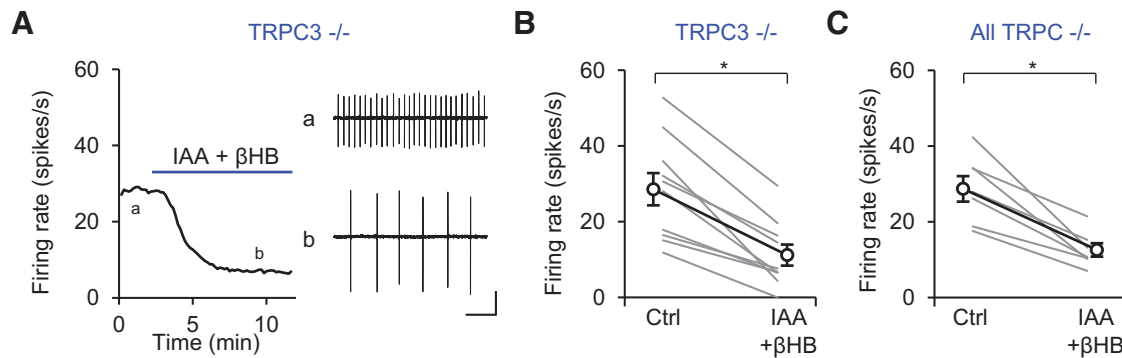 A
TRPC3 -/-
Firing rate (spikes/s)
60
40
20
0
IAA + βHB
a
b
0
5
10
Time (min)
a
b
B
TRPC3 -/-
Firing rate (spikes/s)
60
40
20
0
*
Ctrl
IAA
+βHB
C
All TRPC -/-
Firing rate (spikes/s)
60
40
20
0
*
Ctrl
IAA
+βHB